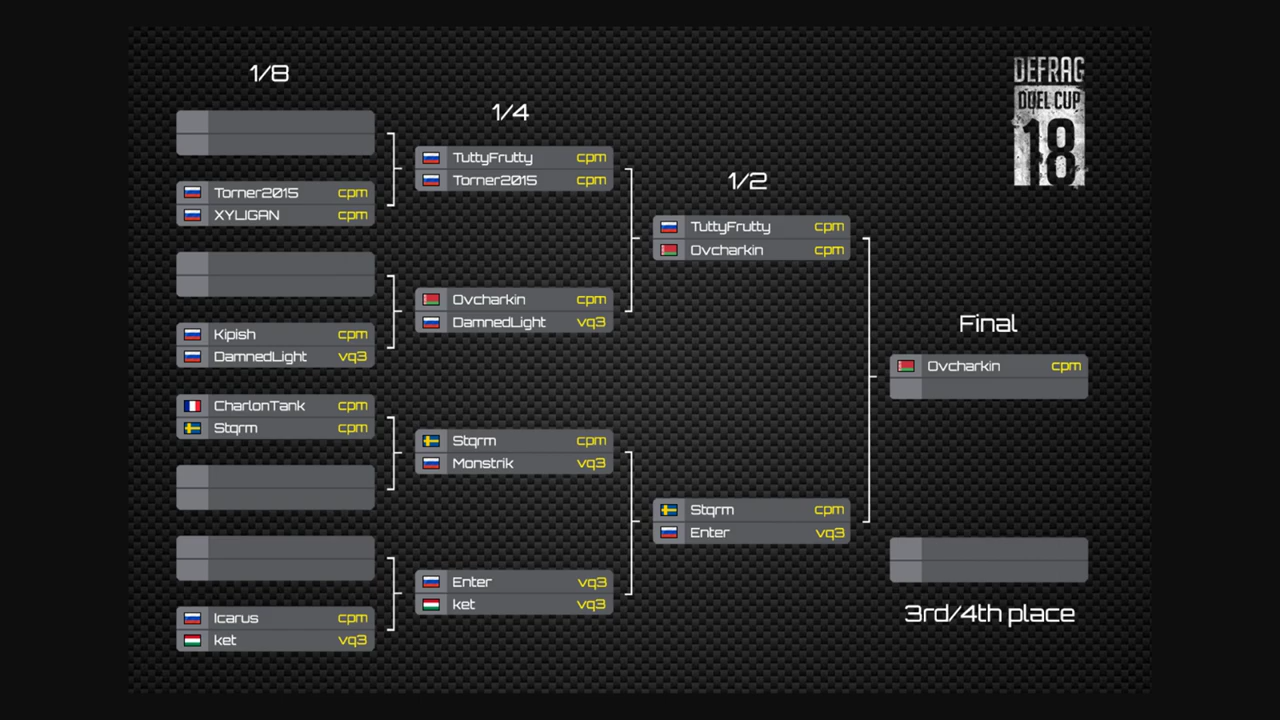 1/8
Torner2015 cpm
XYLIGAN cpm
Kipish cpm
DamnedLight vq3
CharlonTank cpm
Stqrm cpm
Icarus cpm
ket vq3
1/4
TuttyFrutty cpm
Torner2015 cpm
Ovcharkin cpm
DamnedLight vq3
Stqrm cpm
Monstrik vq3
Enter vq3
ket vq3
1/2
TuttyFrutty cpm
Ovcharkin cpm
Stqrm cpm
Enter vq3
DEFRAG
DUEL CUP
18
Final
Ovcharkin cpm
3rd/4th place